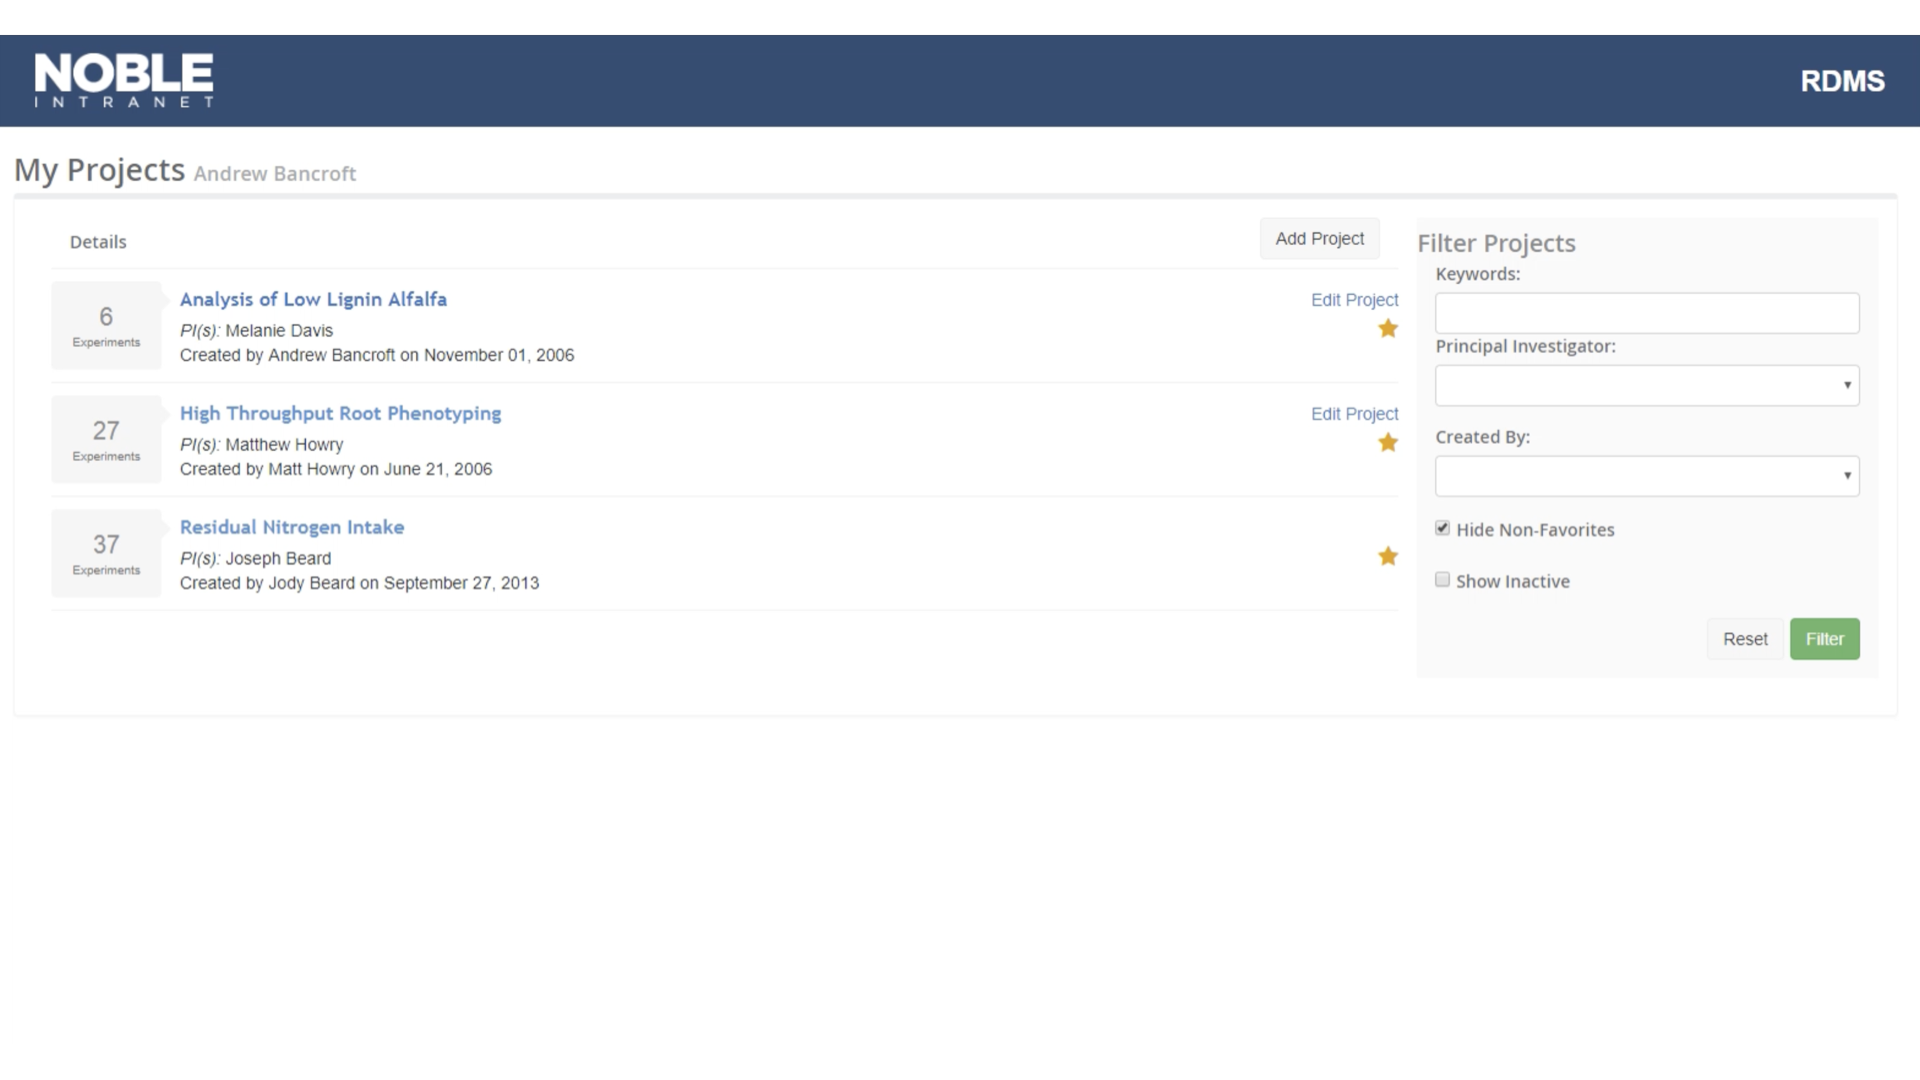 NOBLE
INTRANET
RDMS
My Projects Andrew Bancroft
Details
Add Project
6
Experiments
Analysis of Low Lignin Alfalfa
Edit Project
PI(s): Melanie Davis
Created by Andrew Bancroft on November 01, 2006
27
Experiments
High Throughput Root Phenotyping
Edit Project
PI(s): Matthew Howry
Created by Matt Howry on June 21, 2006
37
Experiments
Residual Nitrogen Intake
PI(s): Joseph Beard
Created by Jody Beard on September 27, 2013
Filter Projects
Keywords:
Principal Investigator:
Created By:
Hide Non-Favorites
Show Inactive
Reset
Filter